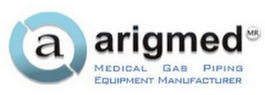 a arigmed MR
MEDICAL GAS PIPING
EQUIPMENT MANUFACTURER